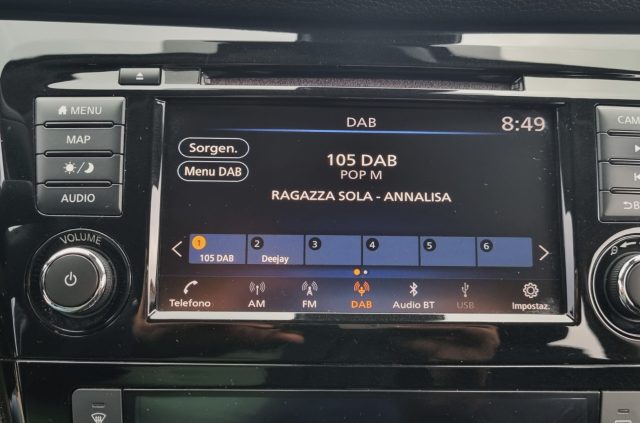 MENU
MAP
AUDIO
VOLUME
DAB
8:49
Sorgen.
Menu DAB
105 DAB
POP M
RAGAZZA SOLA - ANNALISA
1
105 DAB
2
Deejay
3
4
5
6
Telefono
AM
FM
DAB
Audio BT
USB
Impostaz.
CAM
B